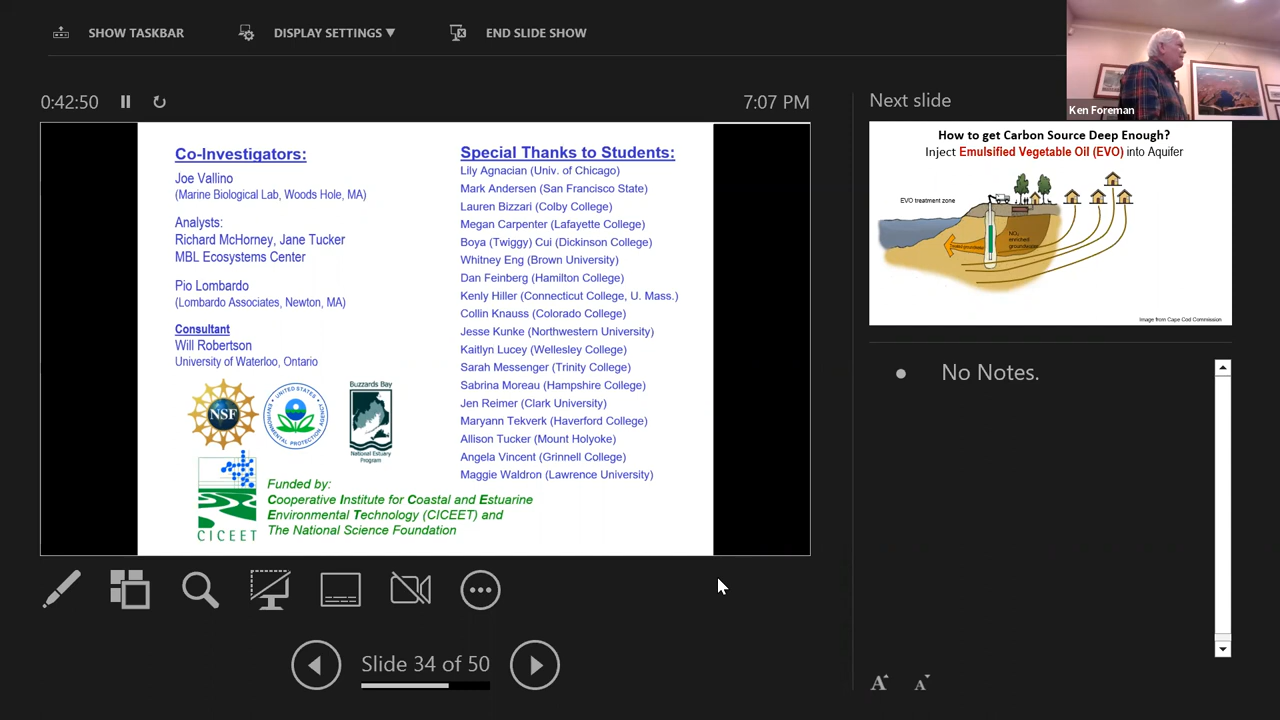 SHOW TASKBAR
DISPLAY SETTINGS ▼
END SLIDE SHOW
Ken Foreman
0:42:50
7:07 PM
Co-Investigators:
Joe Vallino
(Marine Biological Lab, Woods Hole, MA)
Analysts:
Richard McHorney, Jane Tucker
MBL Ecosystems Center
Pio Lombardo
(Lombardo Associates, Newton, MA)
Consultant
Will Robertson
University of Waterloo, Ontario
NSF
UNITED STATES
ENVIRONMENTAL PROTECTION AGENCY
Buzzards Bay
National Estuary
Program
CICEET
Funded by:
Cooperative Institute for Coastal and Estuarine
Environmental Technology (CICEET) and
The National Science Foundation
Special Thanks to Students:
Lily Agnacian (Univ. of Chicago)
Mark Andersen (San Francisco State)
Lauren Bizzari (Colby College)
Megan Carpenter (Lafayette College)
Boya (Twiggy) Cui (Dickinson College)
Whitney Eng (Brown University)
Dan Feinberg (Hamilton College)
Kenly Hiller (Connecticut College, U. Mass.)
Collin Knauss (Colorado College)
Jesse Kunke (Northwestern University)
Kaitlyn Lucey (Wellesley College)
Sarah Messenger (Trinity College)
Sabrina Moreau (Hampshire College)
Jen Reimer (Clark University)
Maryann Tekverk (Haverford College)
Allison Tucker (Mount Holyoke)
Angela Vincent (Grinnell College)
Maggie Waldron (Lawrence University)
Slide 34 of 50
Next slide
How to get Carbon Source Deep Enough?
Inject Emulsified Vegetable Oil (EVO) into Aquifer
EVO treatment zone
NO3
enriched
groundwater
Image from Cape Cod Commission
No Notes.
A A